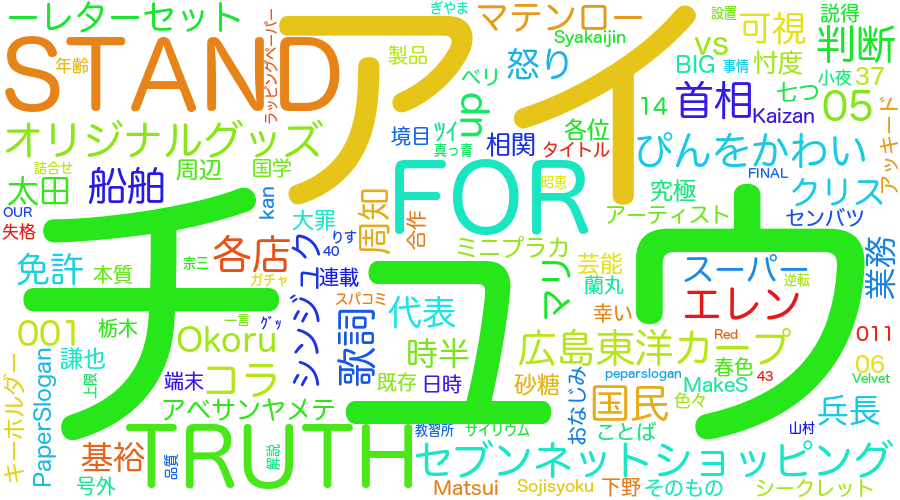 ーレターセット
マテンロー
ぎやま
設置
説得
STAND
アイ
ラッピングペーパー
年齢
製品
怒り
Syakaijin
vs
可視
判断
ベリ
BIG
事情
忖度
小夜
37
首相
14
七つ
05
オリジナルグッズ
境目
ツイ
up
相関
各位
Kaizan
アッキード
真っ青
タイトル
ぴんをかわい
詰合せ
周辺
国学
太田
船舶
FOR
FINAL
昭恵
究極
クリス
OUR
kan
大罪
周知
合作
アーティスト
センバツ
失格
チュウ
各店
りす
40
ミニプラカ
業務
免許
本質
宗三
シンジュク
連載
マリ
芸能
スーパー
逆転
ガチャ
スパコミ
代表
蘭丸
エレン
001
栃木
一言
グッ
幸い
Okoru
歌詞
時半
広島東洋カープ
Red
011
キーホルダー
PaperSlogan
謙也
上限
コラ
端末
既存
日時
砂糖
peparslogan
春色
43
06
Velvet
MakeS
アベサンヤメテ
おなじみ
国民
色々
兵長
基裕
TRUTH
教習所
サイリウム
ことば
山村
号外
品質
解説
セブンネットショッピング
Matsui
Sojisyoku
下野
そのもの
シークレット